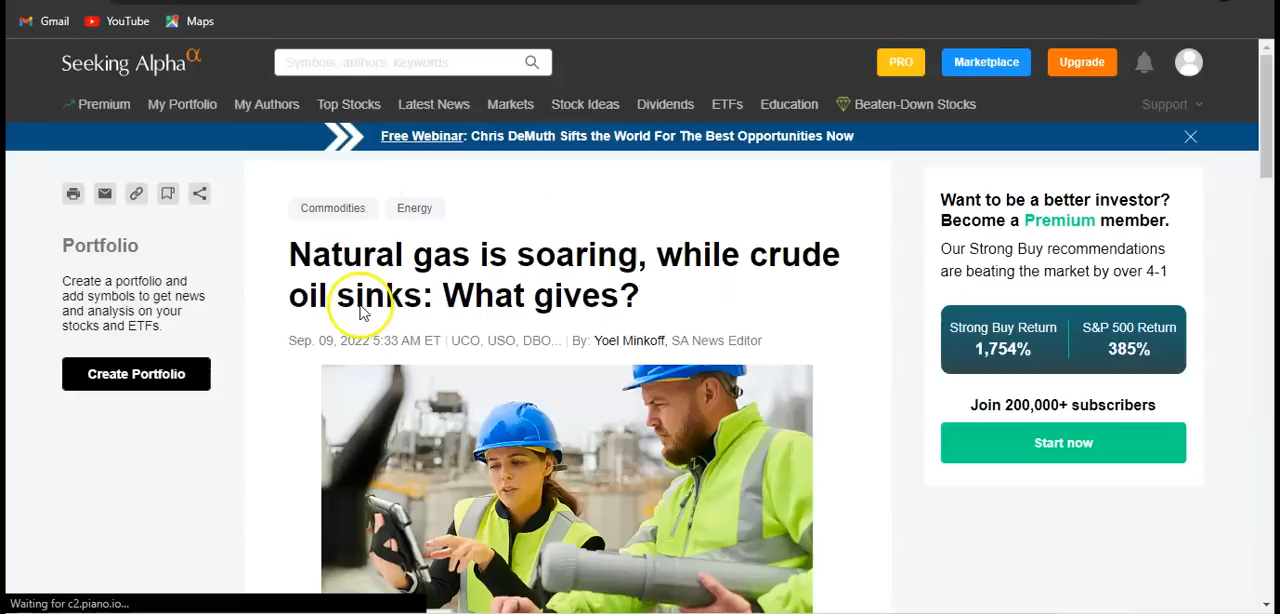 Gmail YouTube Maps
Seeking Alpha α
Symbols, authors, keywords
PRO Marketplace Upgrade
Premium My Portfolio My Authors Top Stocks Latest News Markets Stock Ideas Dividends ETFs Education Beaten-Down Stocks Support
Free Webinar: Chris DeMuth Sifts the World For The Best Opportunities Now
Portfolio
Create a portfolio and
add symbols to get news
and analysis on your
stocks and ETFs.
Create Portfolio
Commodities Energy
Natural gas is soaring, while crude
oil sinks: What gives?
Sep. 09, 2022 5:33 AM ET UCO, USO, DBO... By: Yoel Minkoff, SA News Editor
Want to be a better investor?
Become a Premium member.
Our Strong Buy recommendations
are beating the market by over 4-1
Strong Buy Return S&P 500 Return
1,754% 385%
Join 200,000+ subscribers
Start now
Waiting for c2.piano.io...